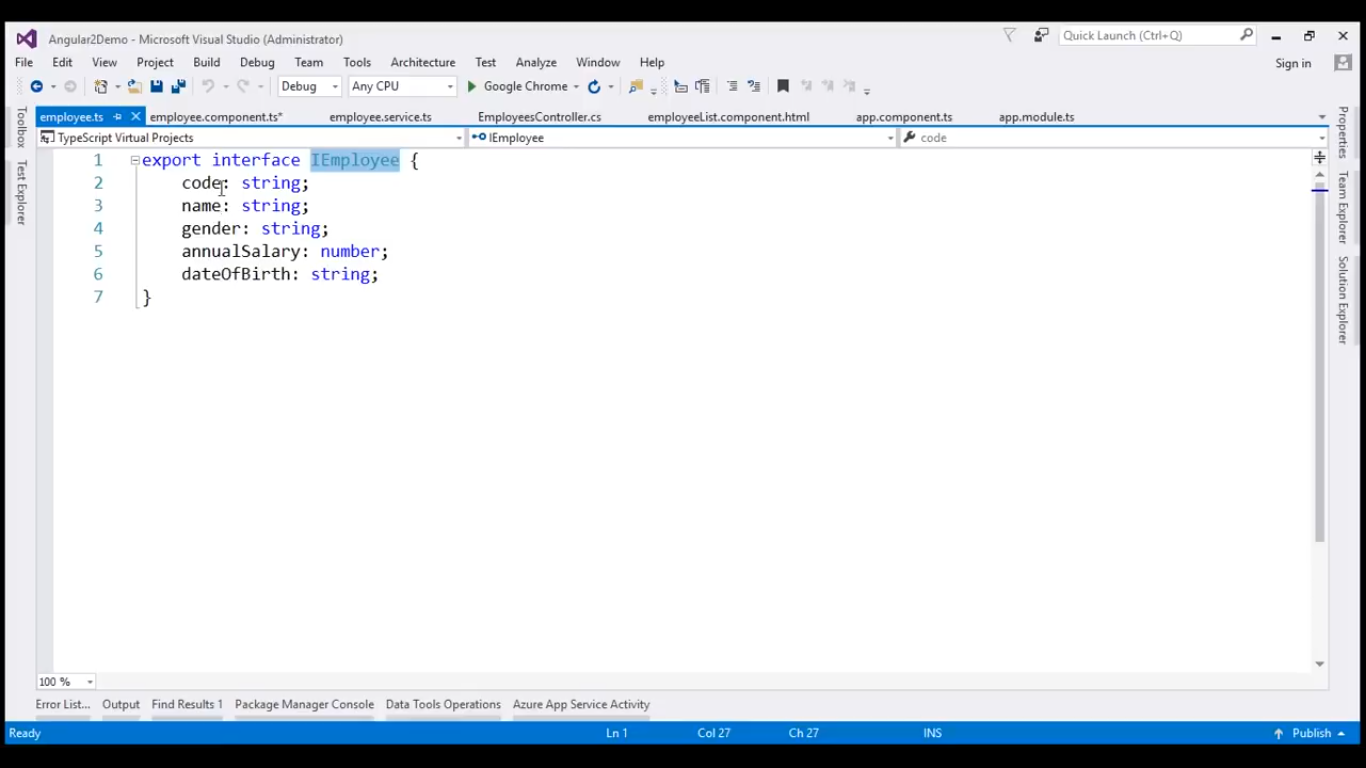 Angular2Demo - Microsoft Visual Studio (Administrator)
Quick Launch (Ctrl+Q)
File Edit View Project Build Debug Team Tools Architecture Test Analyze Window Help
Sign in
Debug Any CPU Google Chrome
employee.ts employee.component.ts* employee.service.ts EmployeesController.cs employeeList.component.html app.component.ts app.module.ts
TypeScript Virtual Projects IEmployee code
Toolbox
Test Explorer
1 export interface IEmployee {
2 code: string;
3 name: string;
4 gender: string;
5 annualSalary: number;
6 dateOfBirth: string;
7 }
Properties
Team Explorer
Solution Explorer
100 %
Error List... Output Find Results 1 Package Manager Console Data Tools Operations Azure App Service Activity
Ready Ln 1 Col 27 Ch 27 INS Publish